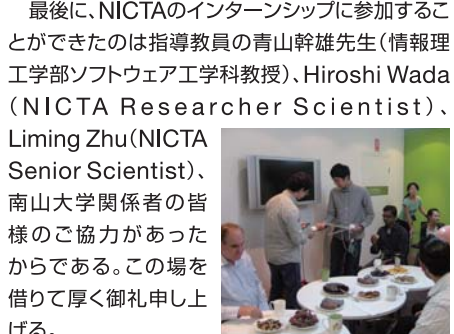 最後に、NICTAのインターンシップに参加するこ
とができたのは指導教員の青山幹雄先生(情報理
工学部ソフトウェア工学科教授)、Hiroshi Wada
(NICTA Researcher Scientist)、
Liming Zhu(NICTA
Senior Scientist)、
南山大学関係者の皆
様のご協力があった
からである。この場を
借りて厚く御礼申し上
げる。